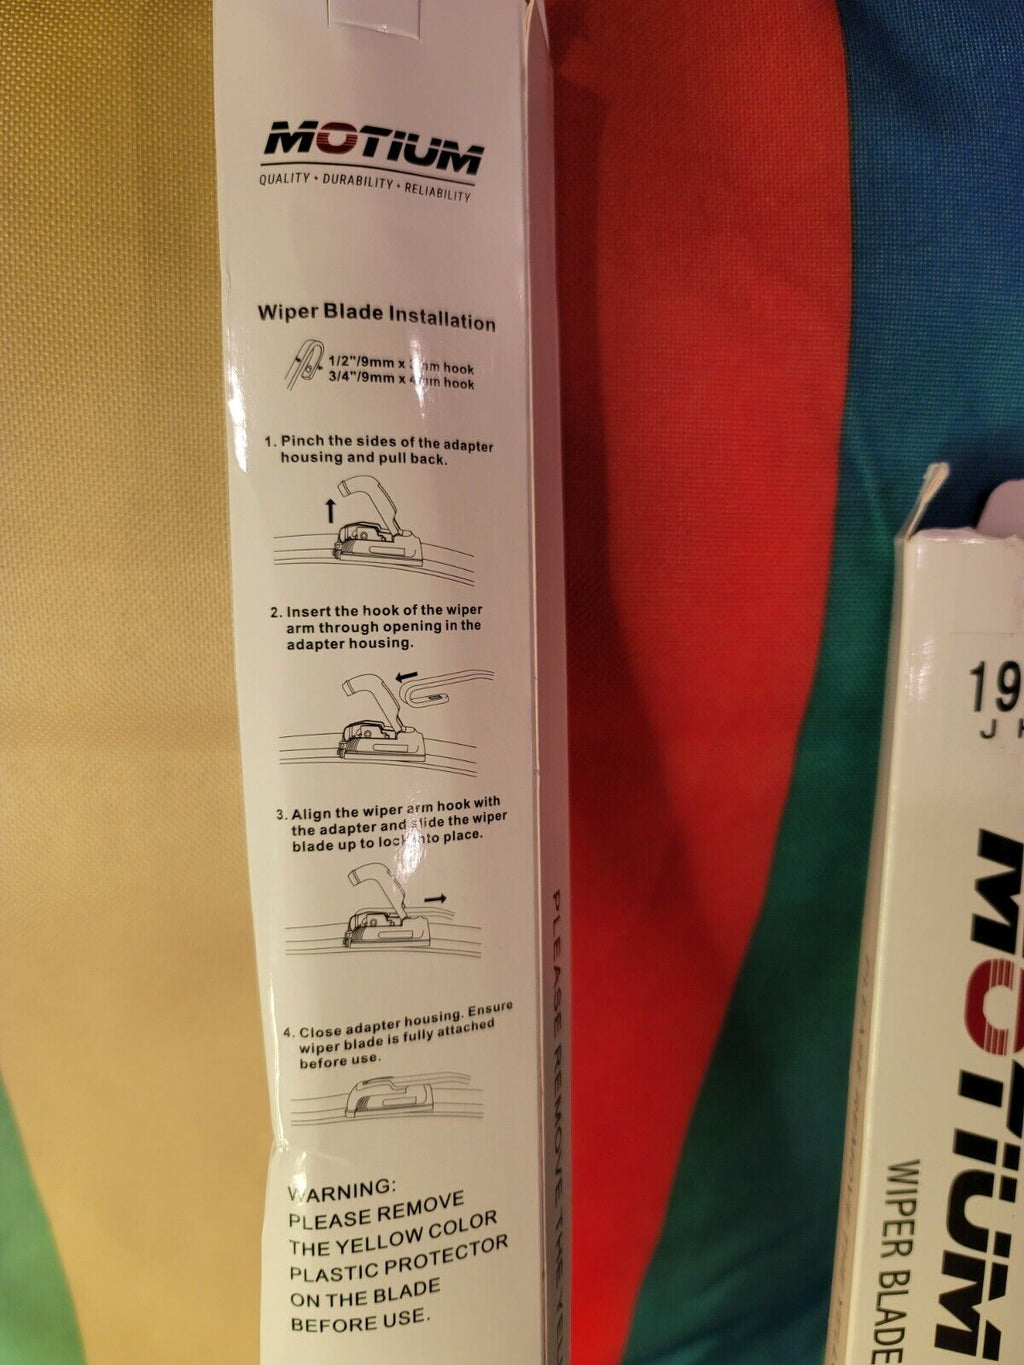 MOTIUM
QUALITY • DURABILITY • RELIABILITY
Wiper Blade Installation
1/2"/9mm x hook
3/4"/9mm x 4mm hook
1. Pinch the sides of the adapter
housing and pull back.
2. Insert the hook of the wiper
arm through opening in the
adapter housing.
3. Align the wiper arm hook with
the adapter and slide the wiper
blade up to lock into place.
4. Close adapter housing. Ensure
wiper blade is fully attached
before use.
WARNING:
PLEASE REMOVE
THE YELLOW COLOR
PLASTIC PROTECTOR
ON THE BLADE
BEFORE USE.
PLEASE REMOVE THE
19
J
MOTIUM
WIPER BLADE